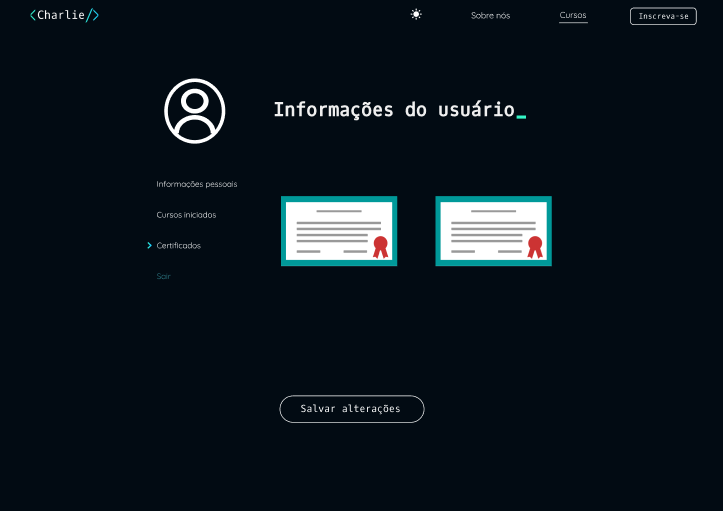 <Charlie/>
Sobre nós
Cursos
Inscreva-se
Informações do usuário_
Informações pessoais
Cursos iniciados
Certificados
Sair
Salvar alterações